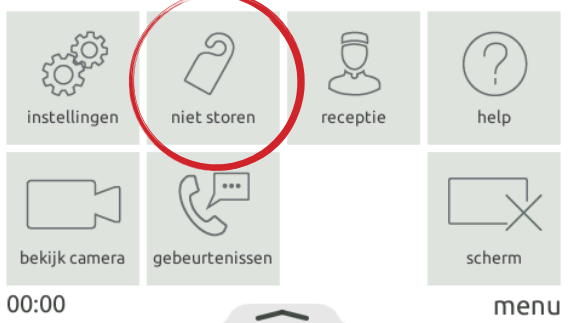 instellingen
niet storen
receptie
help
bekijk camera
gebeurtenissen
scherm
00:00
menu